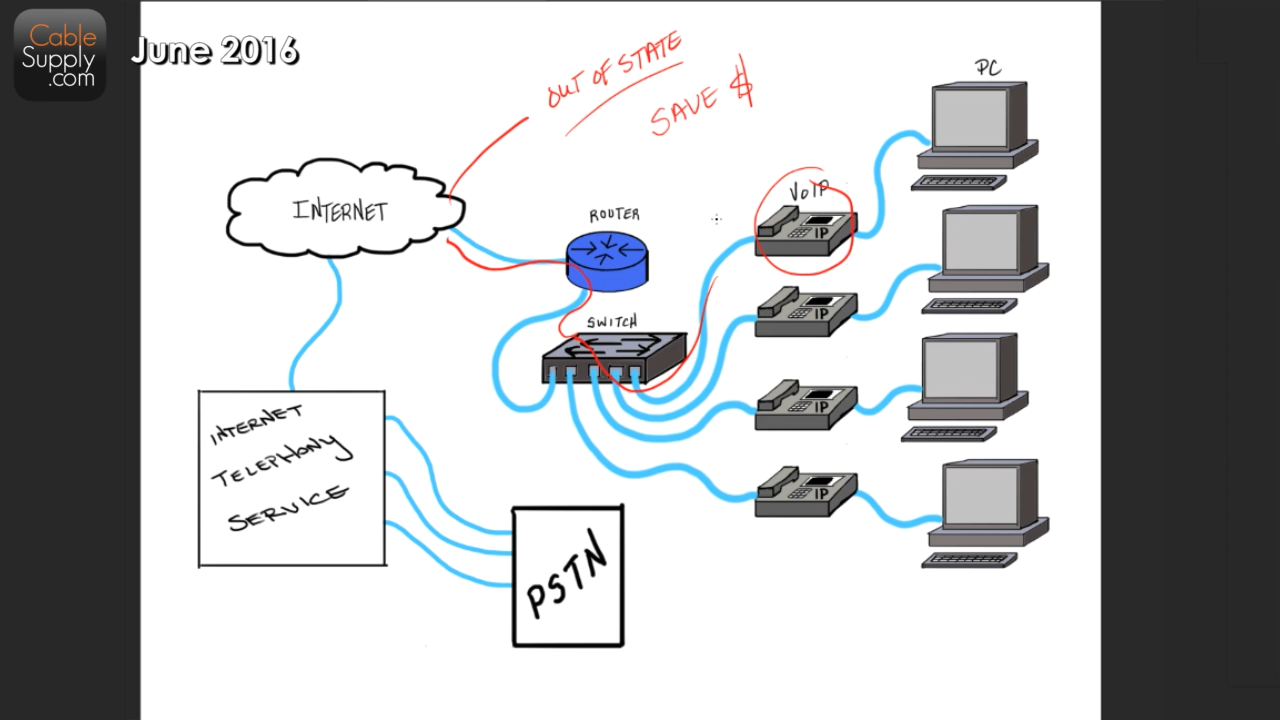 Cable
Supply
.com
June 2016
OUT OF STATE
SAVE $
PC
INTERNET
ROUTER
VOIP
IP
SWITCH
IP
IP
IP
INTERNET
TELEPHONY
SERVICE
PSTN